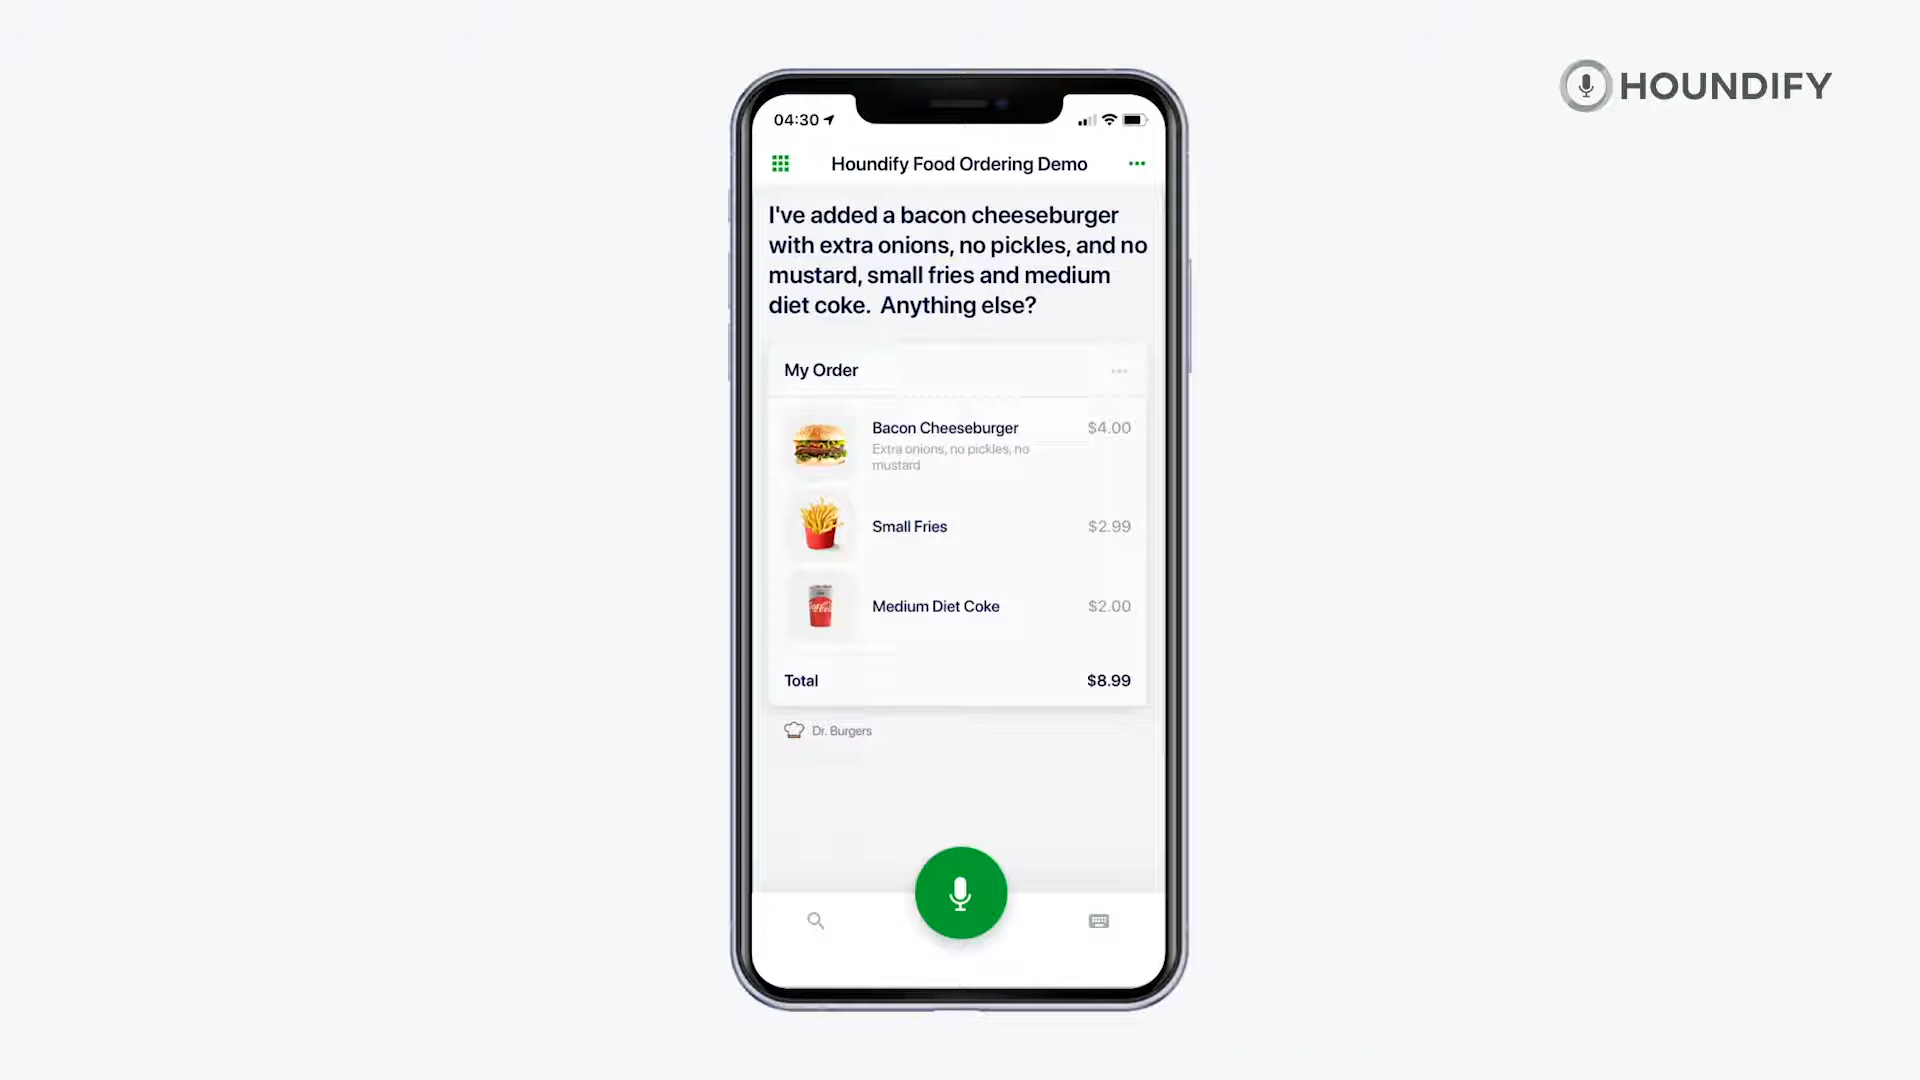 HOUNDIFY
04:30
Houndify Food Ordering Demo
I've added a bacon cheeseburger
with extra onions, no pickles, and no
mustard, small fries and medium
diet coke.  Anything else?
My Order
Bacon Cheeseburger $4.00
Extra onions, no pickles, no
mustard
Small Fries $2.99
Coca-Cola
Medium Diet Coke $2.00
Total $8.99
Dr. Burgers